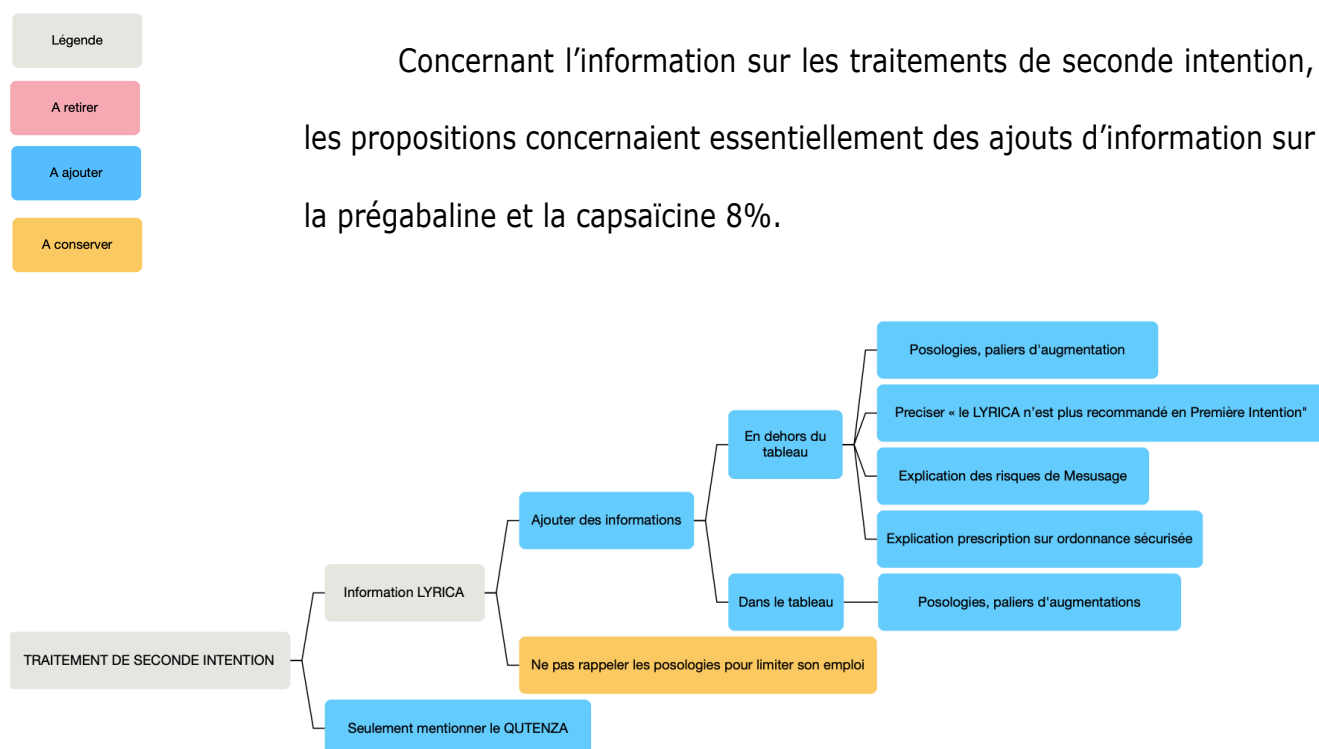 Légende
A retirer
A ajouter
A conserver
Concernant l’information sur les traitements de seconde intention,
les propositions concernaient essentiellement des ajouts d’information sur
la prégabaline et la capsaïcine 8%.
TRAITEMENT DE SECONDE INTENTION
Information LYRICA
Ajouter des informations
En dehors du
tableau
Posologies, paliers d'augmentation
Preciser « le LYRICA n’est plus recommandé en Première Intention"
Explication des risques de Mesusage
Explication prescription sur ordonnance sécurisée
Dans le tableau
Posologies, paliers d'augmentations
Ne pas rappeler les posologies pour limiter son emploi
Seulement mentionner le QUTENZA